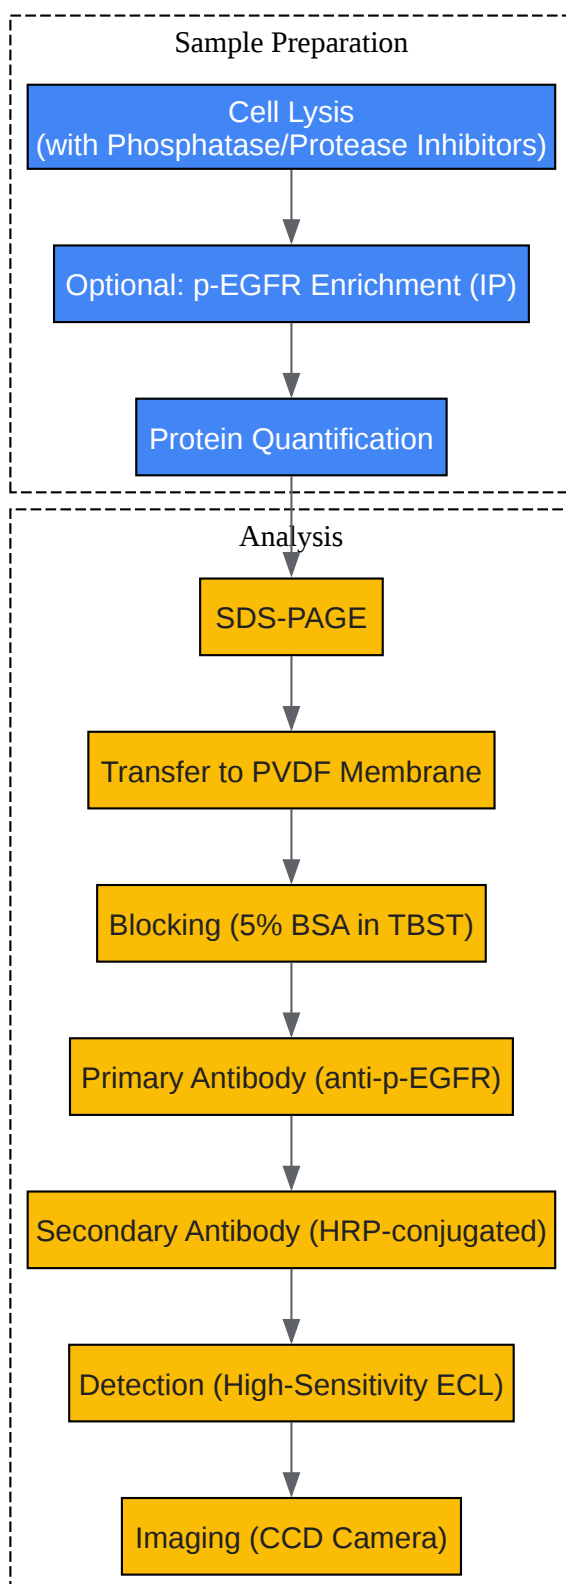 Sample Preparation
Cell Lysis
(with Phosphatase/Protease Inhibitors)
Optional: p-EGFR Enrichment (IP)
Protein Quantification
Analysis
SDS-PAGE
Transfer to PVDF Membrane
Blocking (5% BSA in TBST)
Primary Antibody (anti-p-EGFR)
Secondary Antibody (HRP-conjugated)
Detection (High-Sensitivity ECL)
Imaging (CCD Camera)